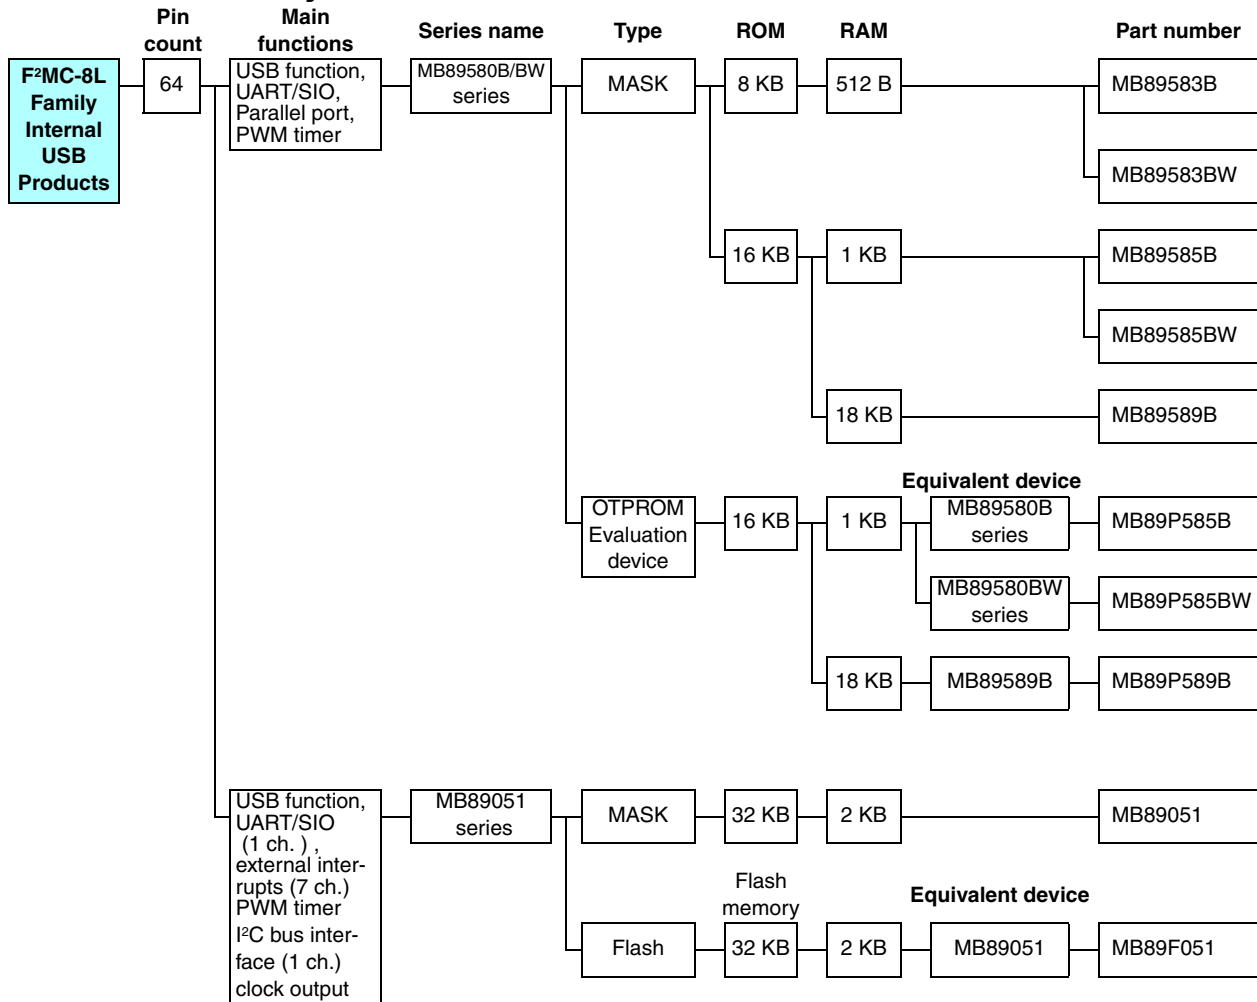 Pin
count
Main
functions
Series name
Type
ROM
RAM
Part number
F²MC-8L
Family
Internal
USB
Products
64
USB function,
UART/SIO,
Parallel port,
PWM timer
MB89580B/BW
series
MASK
8 KB
512 B
MB89583B
MB89583BW
16 KB
1 KB
MB89585B
MB89585BW
18 KB
MB89589B
Equivalent device
OTPROM
Evaluation
device
16 KB
1 KB
MB89580B
series
MB89P585B
MB89580BW
series
MB89P585BW
18 KB
MB89589B
MB89P589B
USB function,
UART/SIO
(1 ch. ) ,
external inter-
rupts (7 ch.)
PWM timer
I²C bus inter-
face (1 ch.)
clock output
MB89051
series
MASK
32 KB
2 KB
MB89051
Flash
memory
Equivalent device
Flash
32 KB
2 KB
MB89051
MB89F051